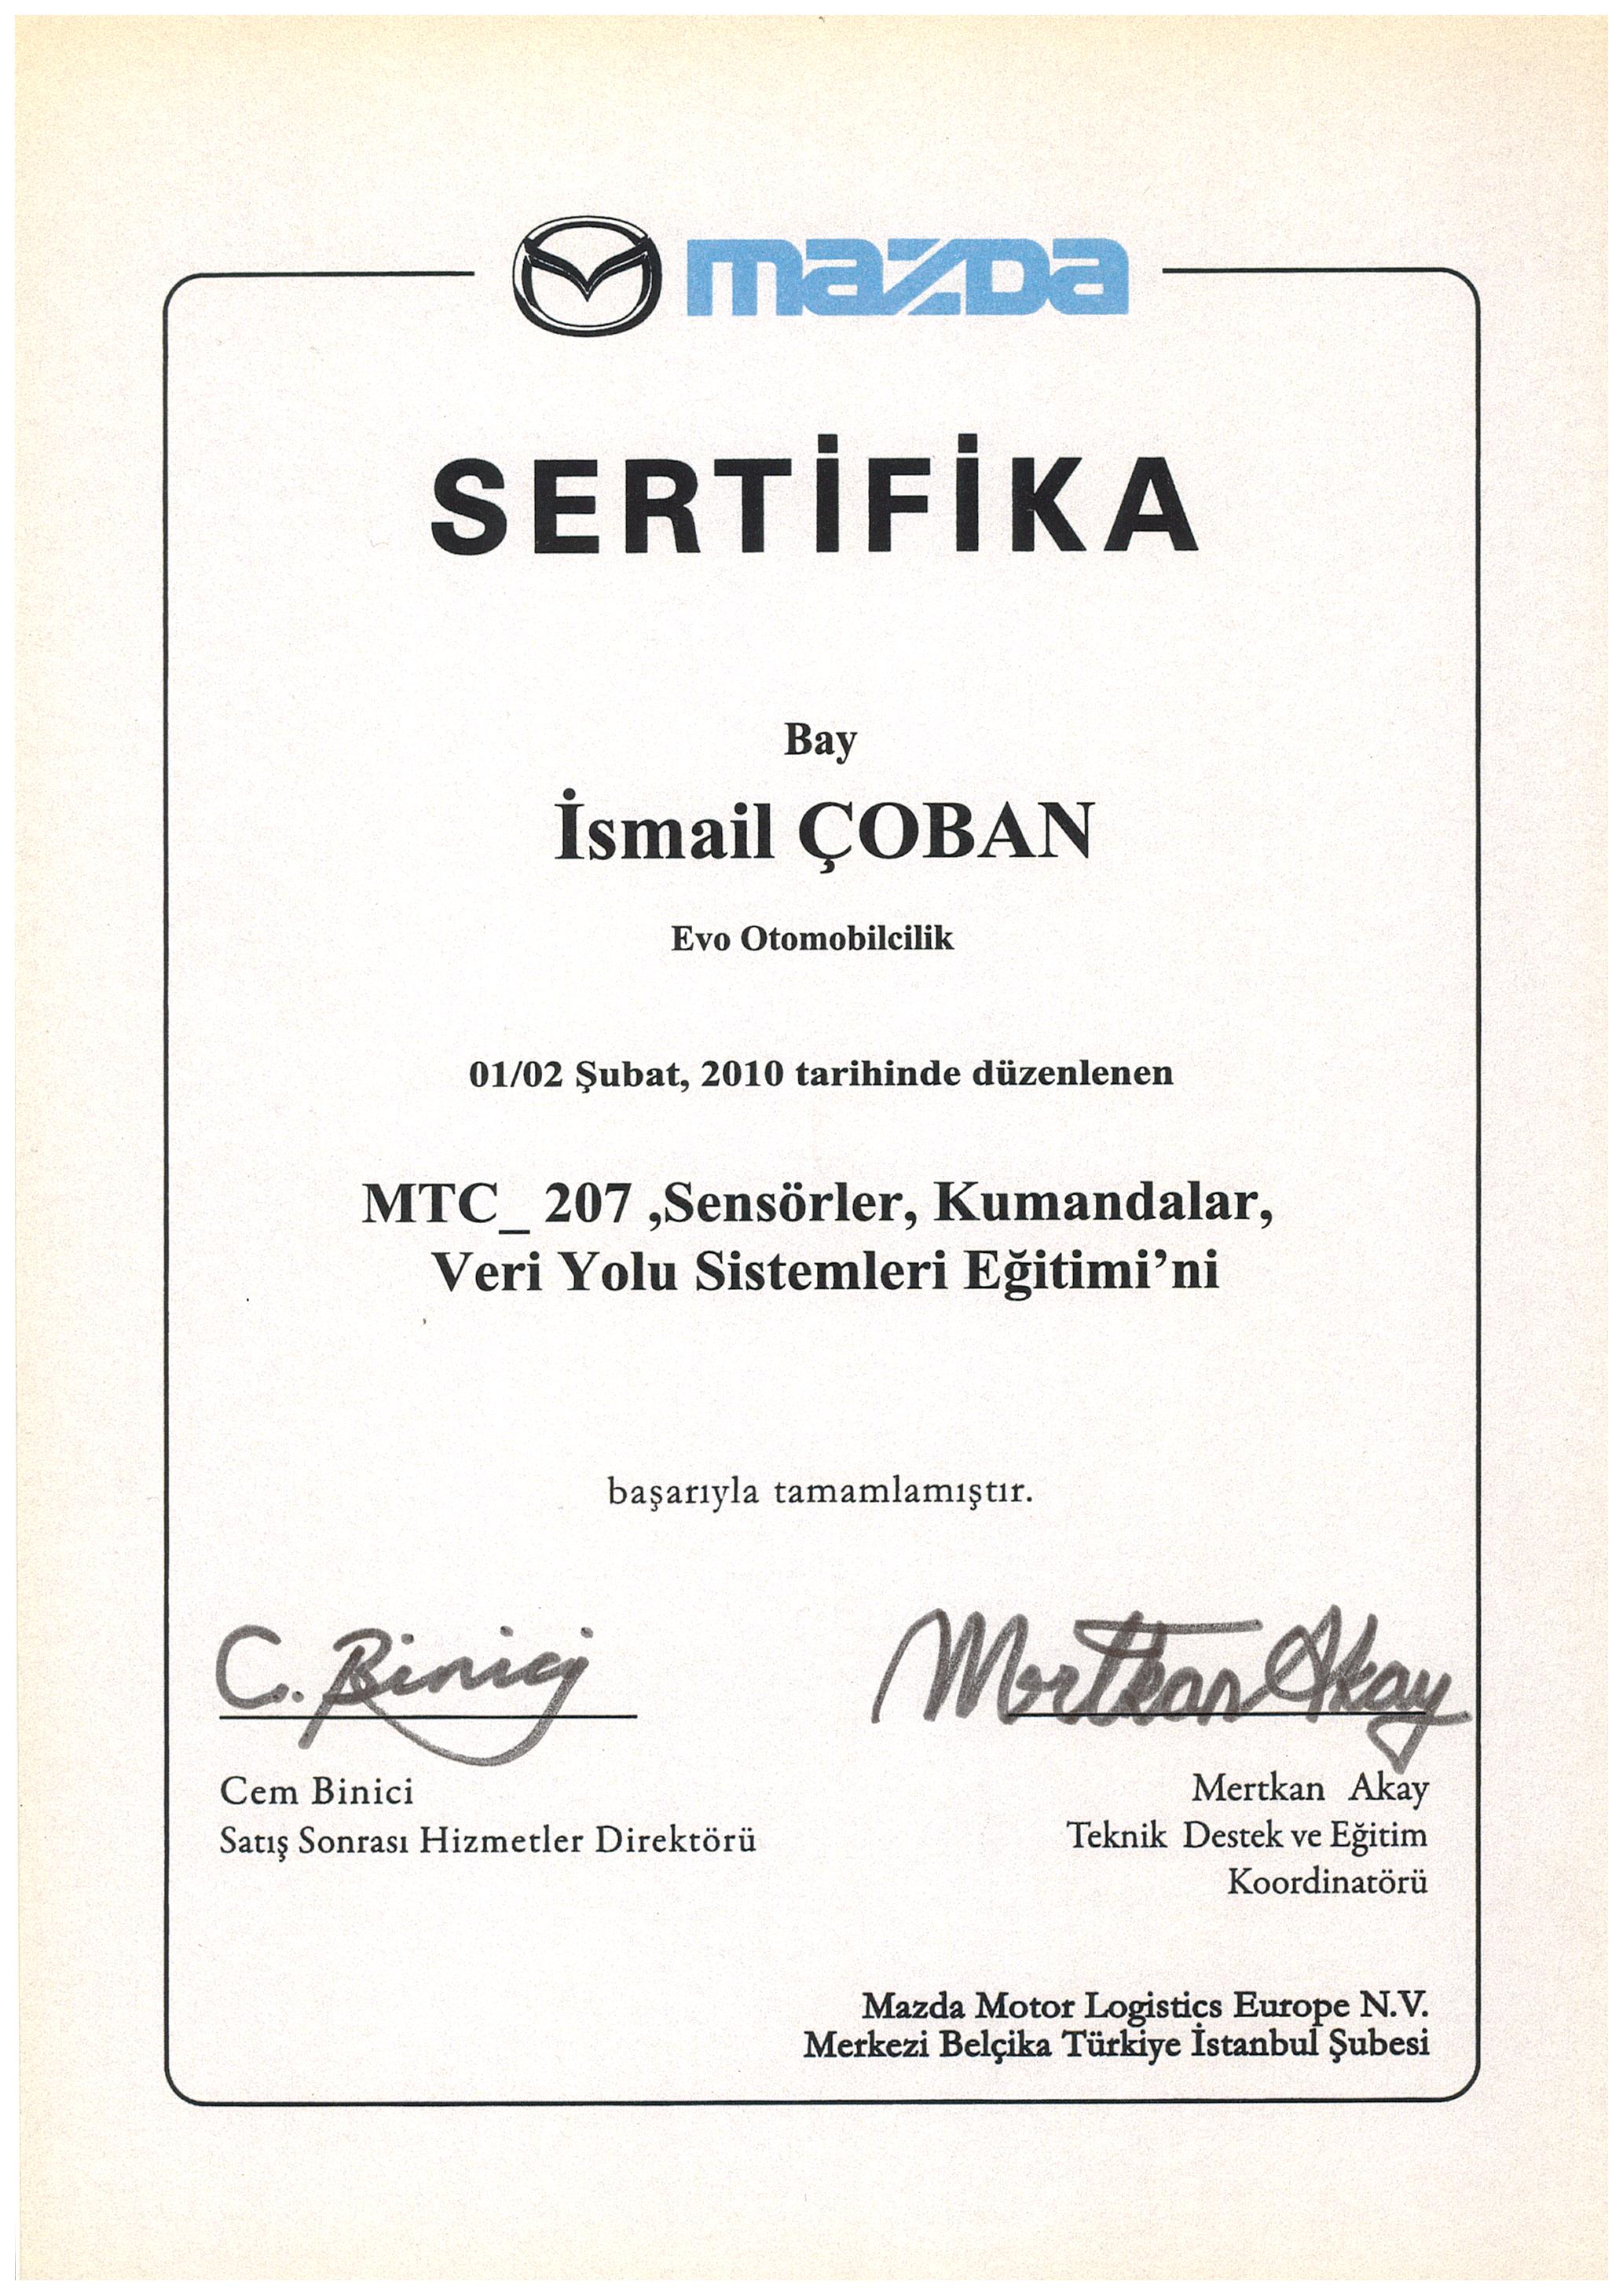 mazda
SERTİFİKA
Bay
İsmail ÇOBAN
Evo Otomobilcilik
01/02 Şubat, 2010 tarihinde düzenlenen
MTC_ 207 ,Sensörler, Kumandalar,
Veri Yolu Sistemleri Eğitimi’ni
başarıyla tamamlamıştır.
C. Binici
Mertkan Akay
Cem Binici
Satış Sonrası Hizmetler Direktörü
Mertkan Akay
Teknik Destek ve Eğitim
Koordinatörü
Mazda Motor Logistics Europe N.V.
Merkezi Belçika Türkiye İstanbul Şubesi